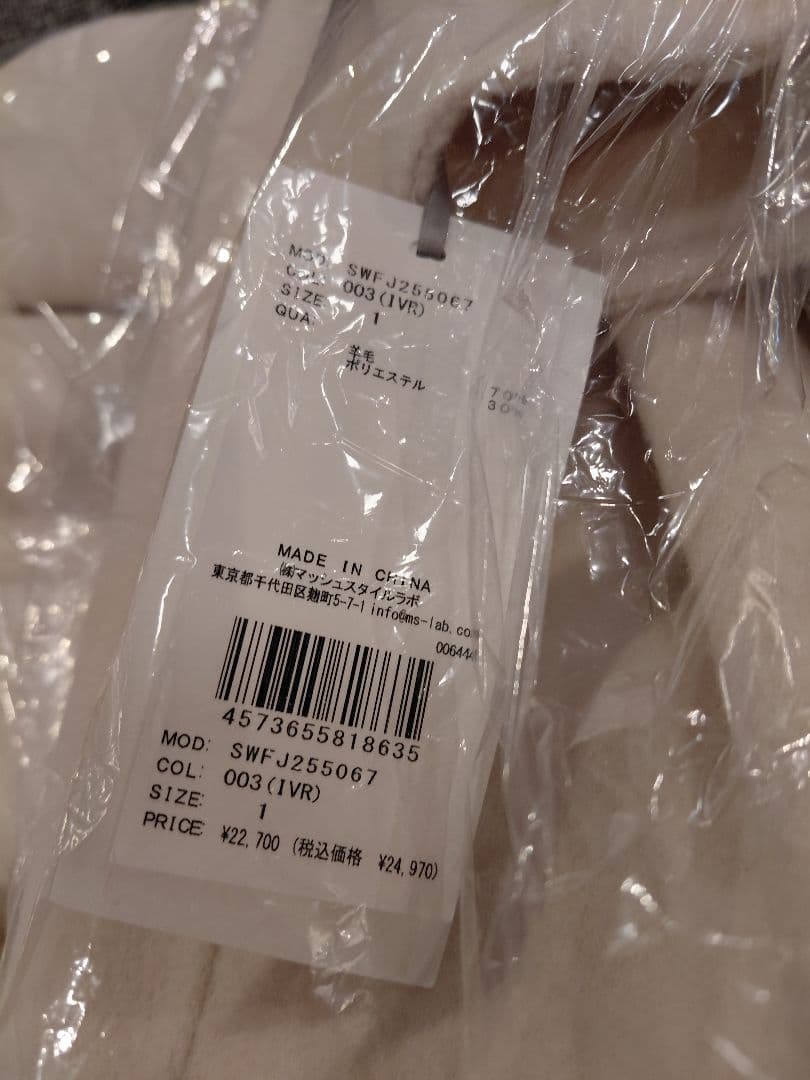 MOD: SWFJ255067
COL: 003(IVR)
SIZE: 1
QUA:
羊毛 70%
ポリエステル 30%
MADE IN CHINA
㈱マッシュスタイルラボ
東京都千代田区麹町5-7-1 info@ms-lab.co
00644
4573655818635
MOD: SWFJ255067
COL: 003(IVR)
SIZE: 1
PRICE: ¥22,700 (税込価格 ¥24,970)